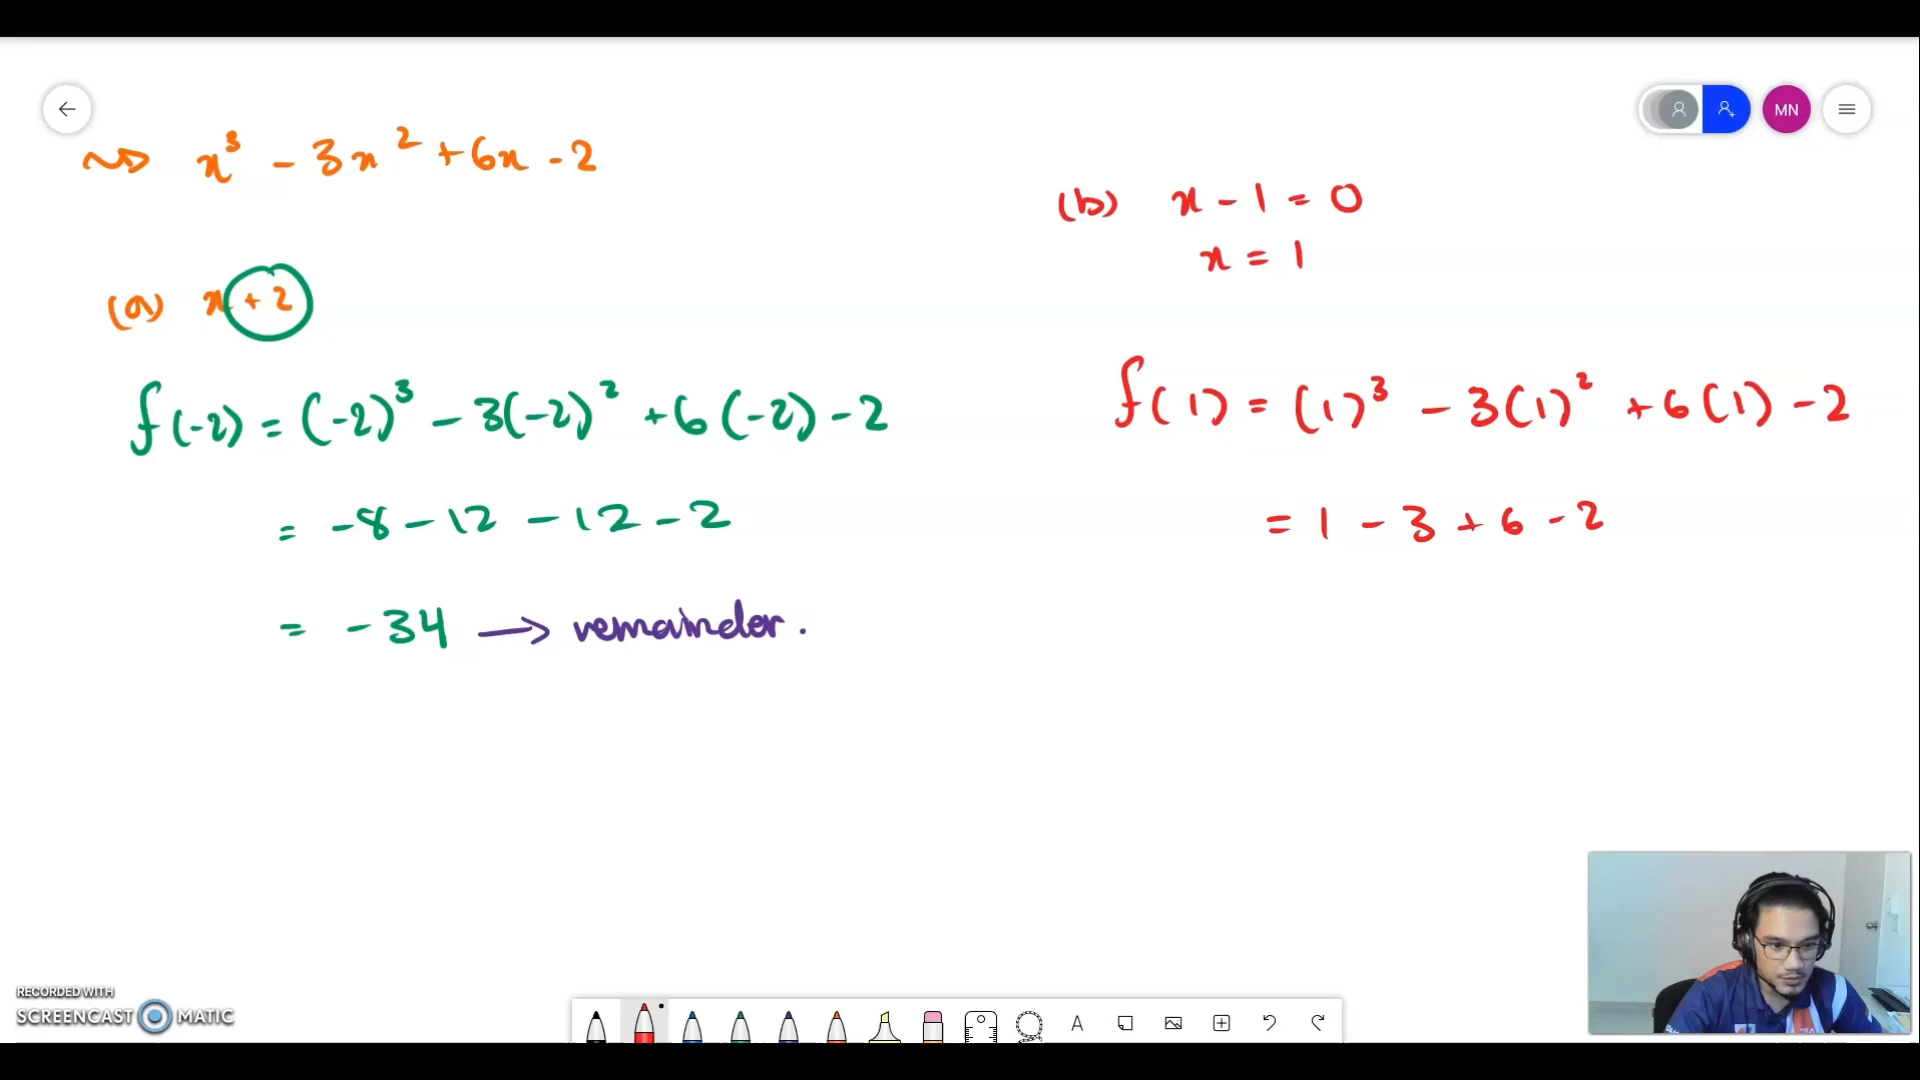 x³ - 3x² + 6x - 2
(a) x + 2
f(-2) = (-2)³ - 3(-2)² + 6(-2) - 2
= -8 - 12 - 12 - 2
= -34 → remainder.
(b) x - 1 = 0
x = 1
f(1) = (1)³ - 3(1)² + 6(1) - 2
= 1 - 3 + 6 - 2
MN
RECORDED WITH
SCREENCAST MATIC
A